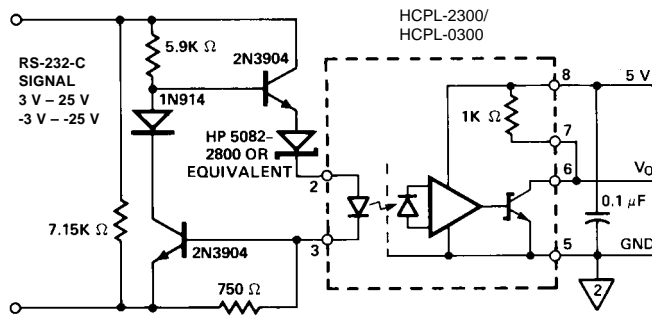 HCPL-2300/
HCPL-0300
5.9K Ω
2N3904
RS-232-C
SIGNAL
3 V – 25 V
-3 V – -25 V
1N914
8
5 V
1K Ω
7
HP 5082–
2800 OR
EQUIVALENT
2
6
VO
0.1 µF
7.15K Ω
2N3904
3
5
GND
750 Ω
2